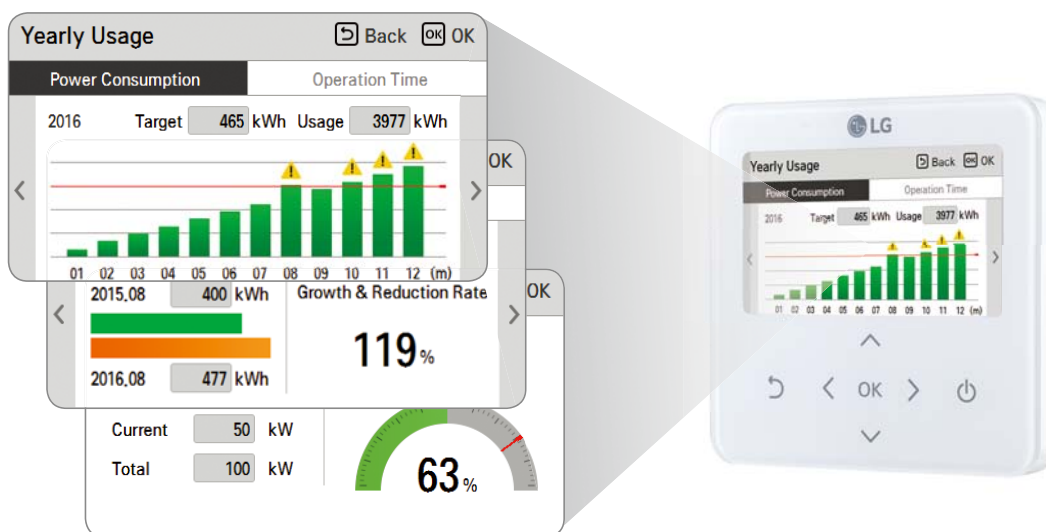 Yearly Usage Back OK OK
Power Consumption Operation Time
2016 Target 465 kWh Usage 3977 kWh
01 02 03 04 05 06 07 08 09 10 11 12 (m)
OK
2015.08 400 kWh Growth & Reduction Rate
119 %
2016.08 477 kWh
OK
Current 50 kW
Total 100 kW
63 %
LG
Yearly Usage Back OK OK
Power Consumption Operation Time
2016 Target 465 kWh Usage 3977 kWh
01 02 03 04 05 06 07 08 09 10 11 12 (m)
OK